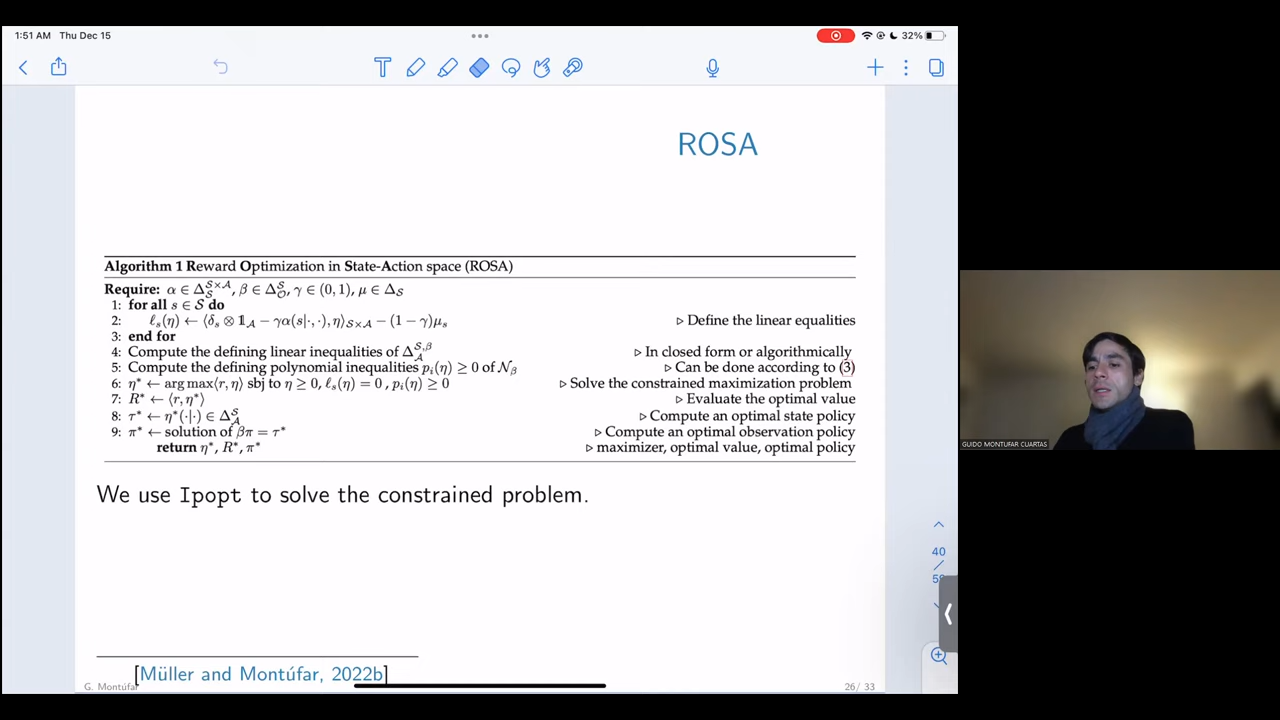 1:51 AM Thu Dec 15
32%
ROSA
Algorithm 1 Reward Optimization in State-Action space (ROSA)
Require: α ∈ Δ_𝒮^{𝒮×𝒜}, β ∈ Δ_𝒪^𝒮, γ ∈ (0, 1), μ ∈ Δ_𝒮
1: for all s ∈ 𝒮 do
2: ℓ_s(η) ← ⟨δ_s ⊗ 𝟙_𝒜 − γα(s|·,·), η⟩_{𝒮×𝒜} − (1 − γ)μ_s ▷ Define the linear equalities
3: end for
4: Compute the defining linear inequalities of Δ_𝒜^{𝒮,β} ▷ In closed form or algorithmically
5: Compute the defining polynomial inequalities p_i(η) ≥ 0 of 𝒩_β ▷ Can be done according to (3)
6: η* ← arg max⟨r, η⟩ sbj to η ≥ 0, ℓ_s(η) = 0 , p_i(η) ≥ 0 ▷ Solve the constrained maximization problem
7: R* ← ⟨r, η*⟩ ▷ Evaluate the optimal value
8: τ* ← η*(·|·) ∈ Δ_𝒜^𝒮 ▷ Compute an optimal state policy
9: π* ← solution of βπ = τ* ▷ Compute an optimal observation policy
return η*, R*, π* ▷ maximizer, optimal value, optimal policy
We use Ipopt to solve the constrained problem.
40
/
[Müller and Montúfar, 2022b]
G. Montúfar
26/ 33
GUIDO MONTUFAR CUARTAS